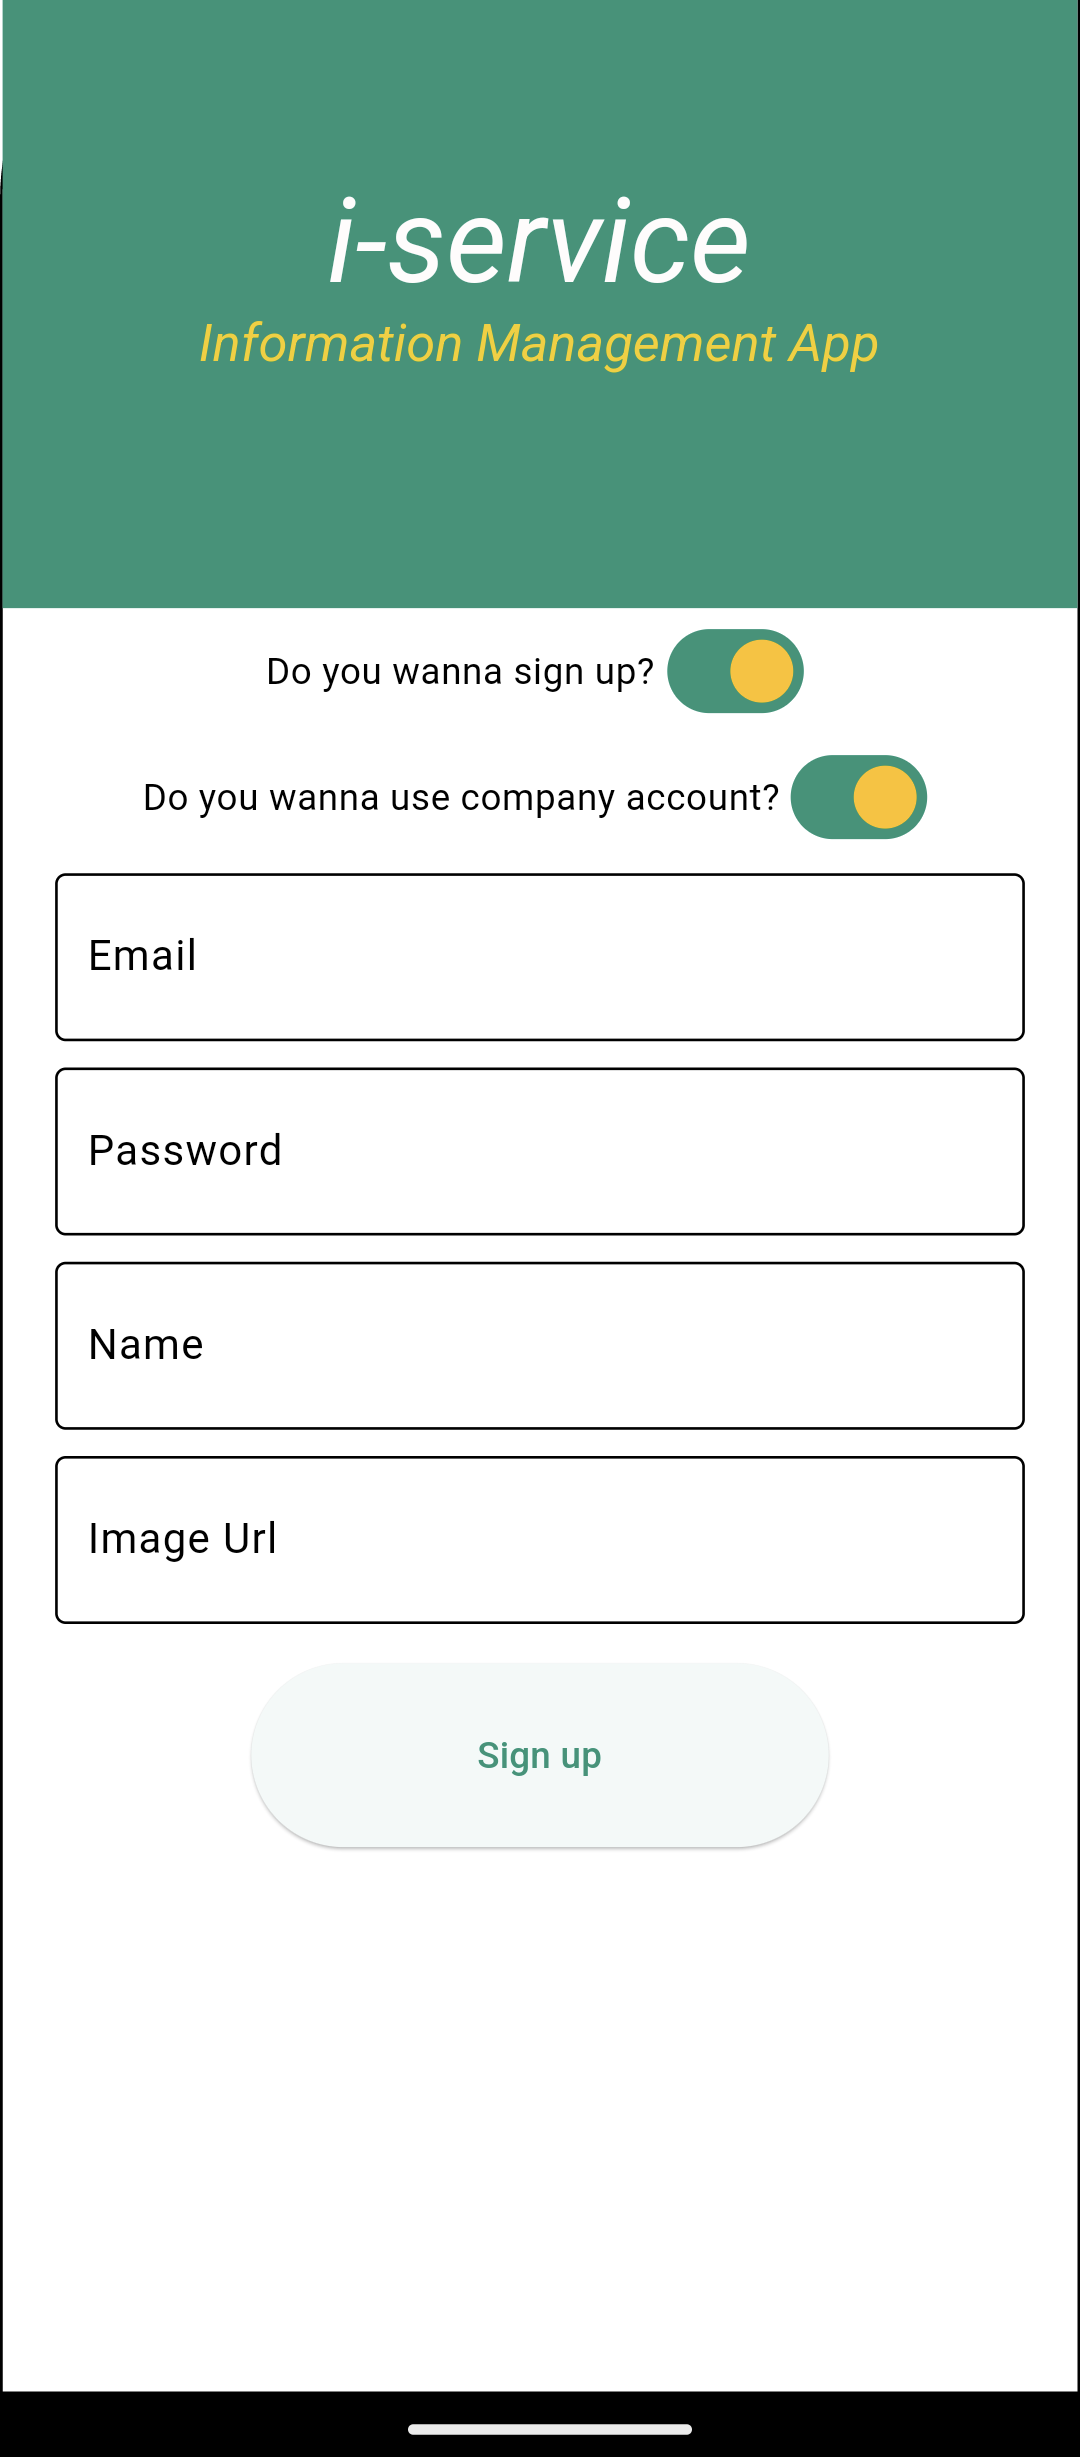 i-service
Information Management App
Do you wanna sign up?
Do you wanna use company account?
Email
Password
Name
Image Url
Sign up